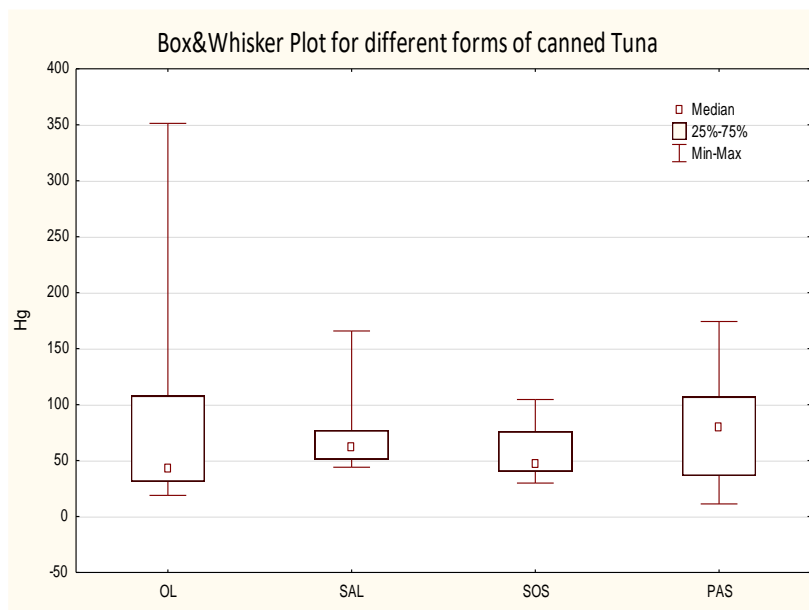 Box&Whisker Plot for different forms of canned Tuna
Median
25%-75%
Min-Max
400
350
300
250
200
150
100
50
0
-50
Hg
OL SAL SOS PAS